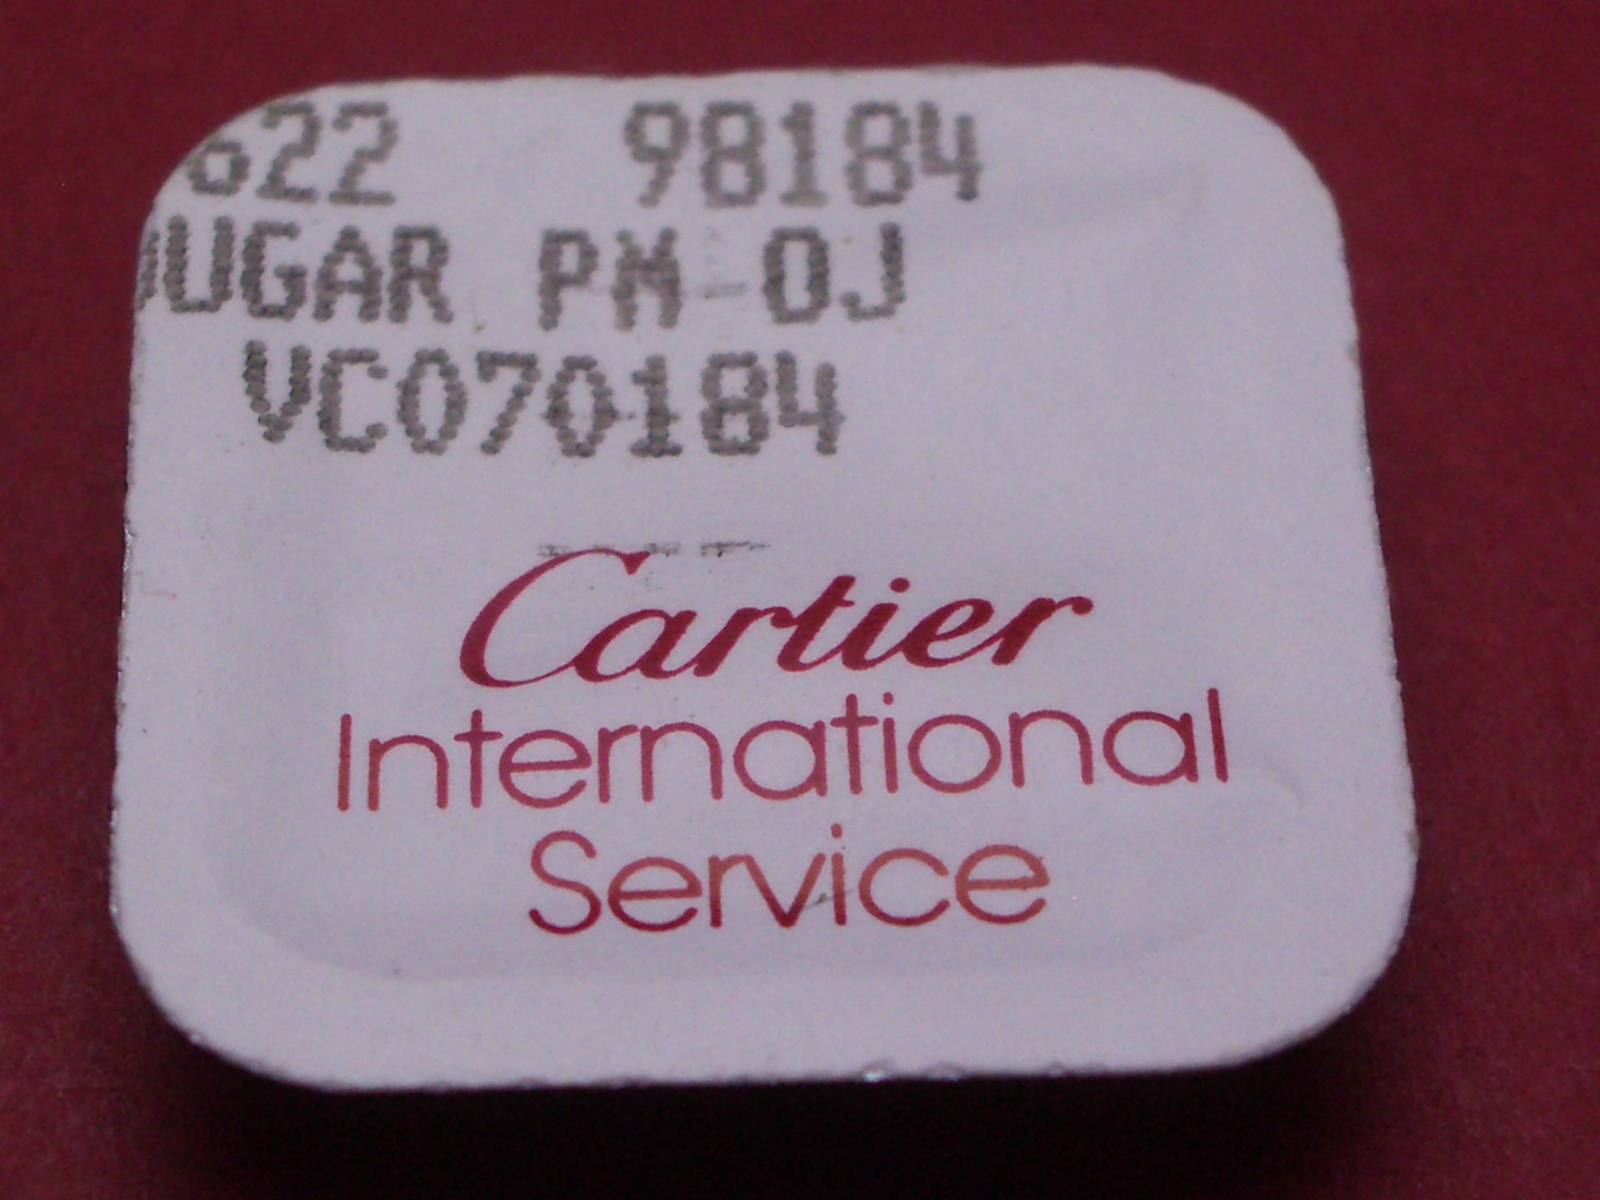 622 98184
UGAR PM-OJ
VC070184
Cartier
International
Service